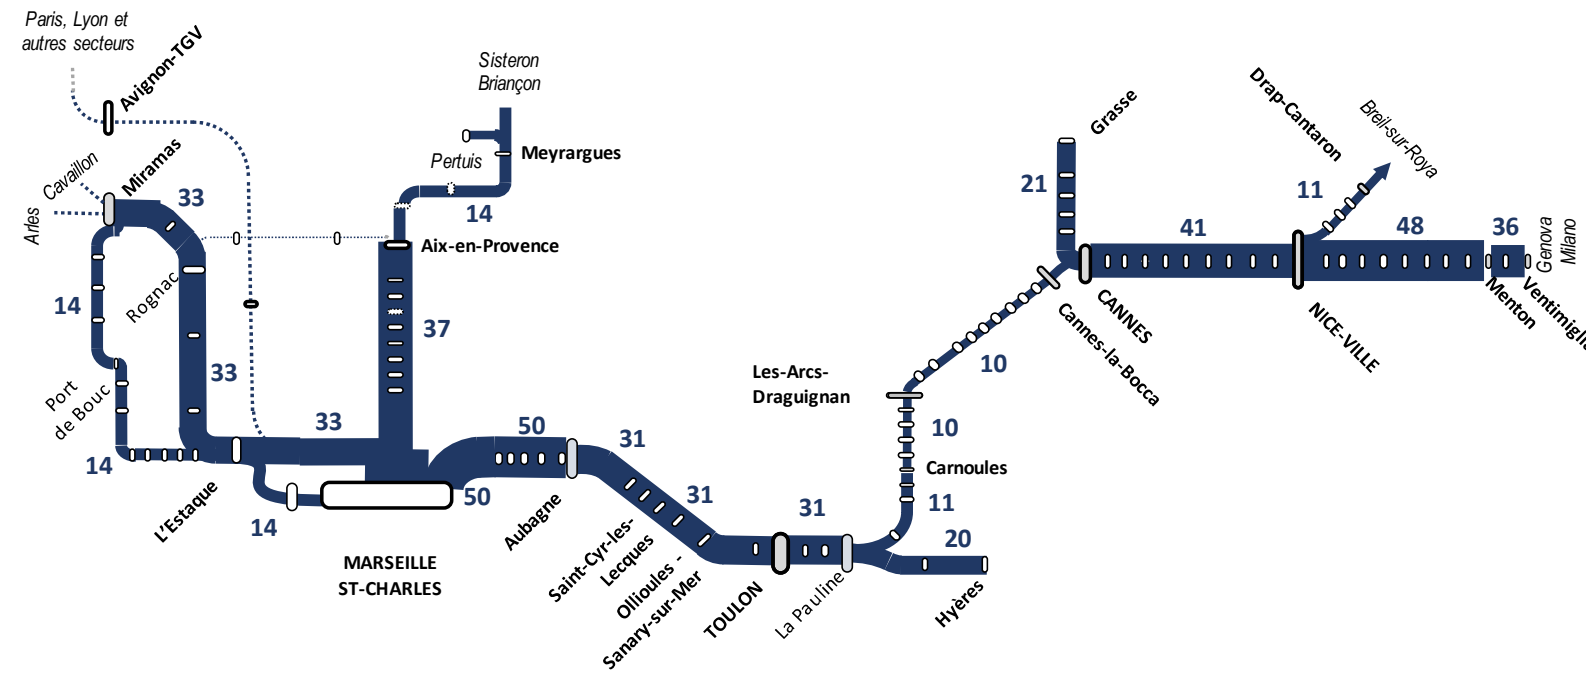 Paris, Lyon et
autres secteurs
Avignon-TGV
Cavaillon
Miramas
Arles
33
Sisteron
Briançon
Meyrargues
Pertuis
14
Aix-en-Provence
Rognac
14
37
33
Port
de Bouc
33
14
L'Estaque
14
MARSEILLE
ST-CHARLES
50
50
Aubagne
31
31
Saint-Cyr-les-
Lecques
Ollioules -
Sanary-sur-Mer
TOULON
31
La Pauline
Hyères
20
11
Carnoules
10
Les-Arcs-
Draguignan
10
Grasse
21
Cannes-la-Bocca
CANNES
41
Drap-Cantaron
Breil-sur-Roya
11
NICE-VILLE
48
36
Menton
Genova
Milano